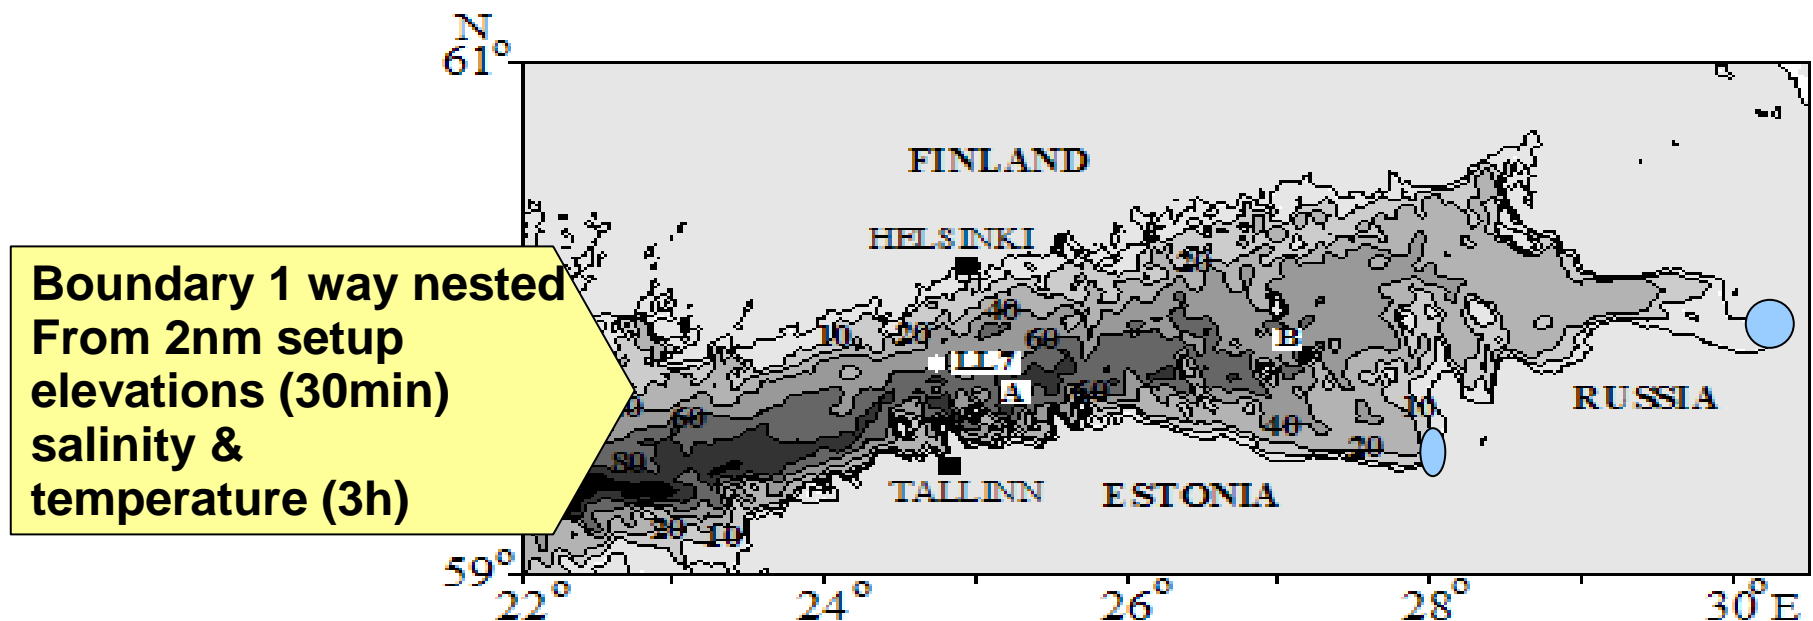 N
61°
FINLAND
HELSINKI
Boundary 1 way nested
From 2nm setup
elevations (30min)
salinity &
temperature (3h)
20
40
10
20
60
B
LL7
A
60
10
RUSSIA
60
40
20
80
TALLINN
ESTONIA
20
10
59°
22°
24°
26°
28°
30°E